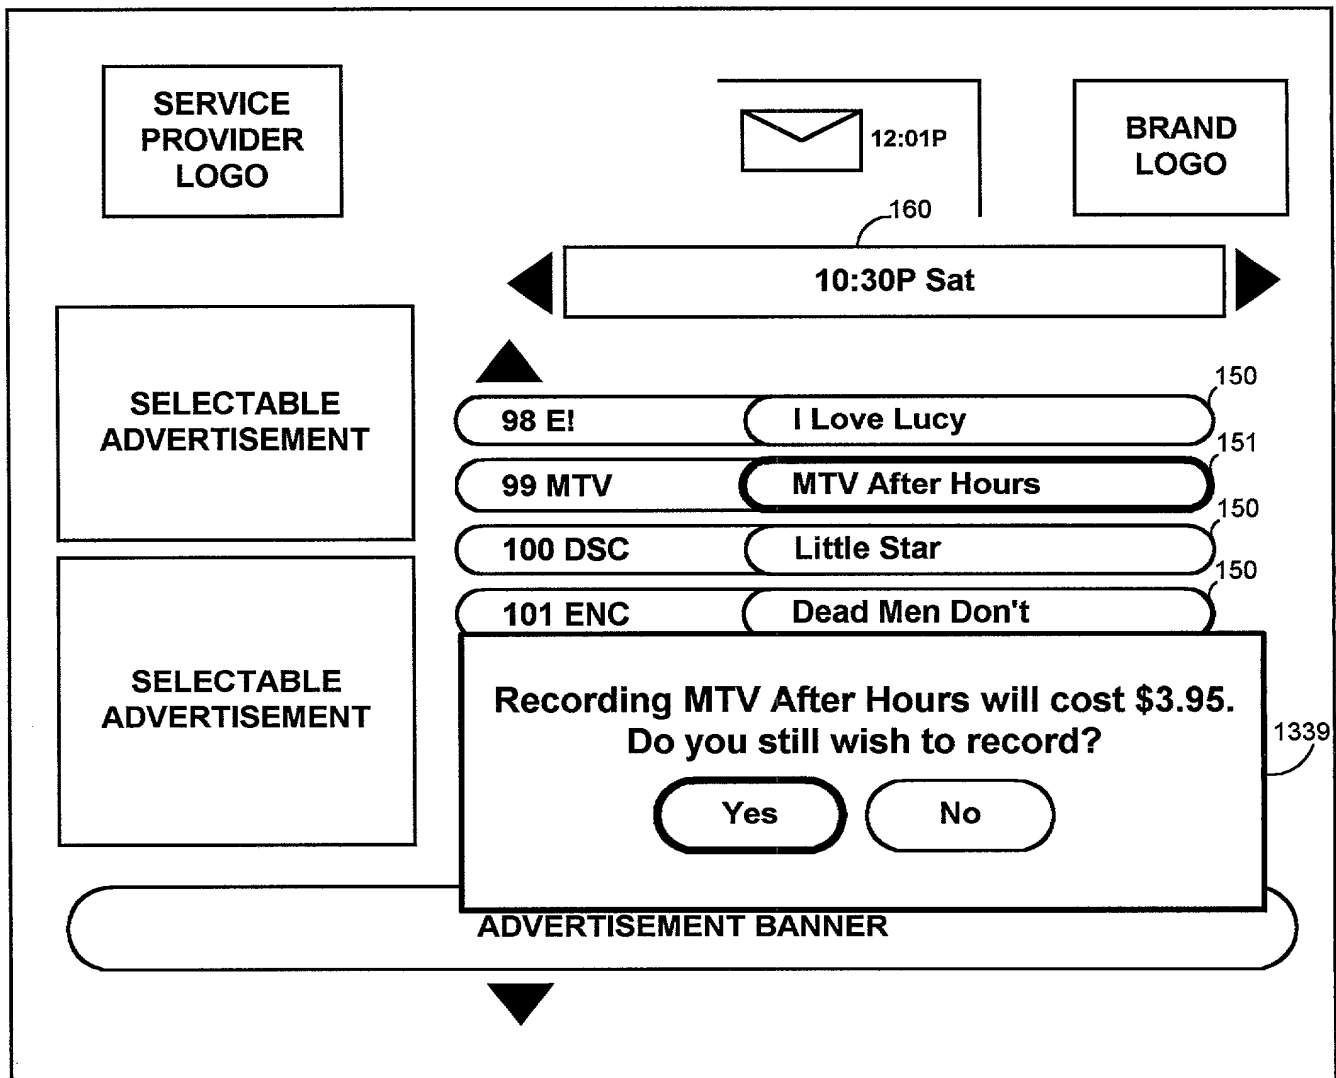 SERVICE
PROVIDER
LOGO
12:01P
BRAND
LOGO
160
10:30P Sat
SELECTABLE
ADVERTISEMENT
150
98 E! I Love Lucy
151
99 MTV MTV After Hours
150
100 DSC Little Star
150
101 ENC Dead Men Don't
SELECTABLE
ADVERTISEMENT
Recording MTV After Hours will cost $3.95.
Do you still wish to record?
1339
Yes No
ADVERTISEMENT BANNER